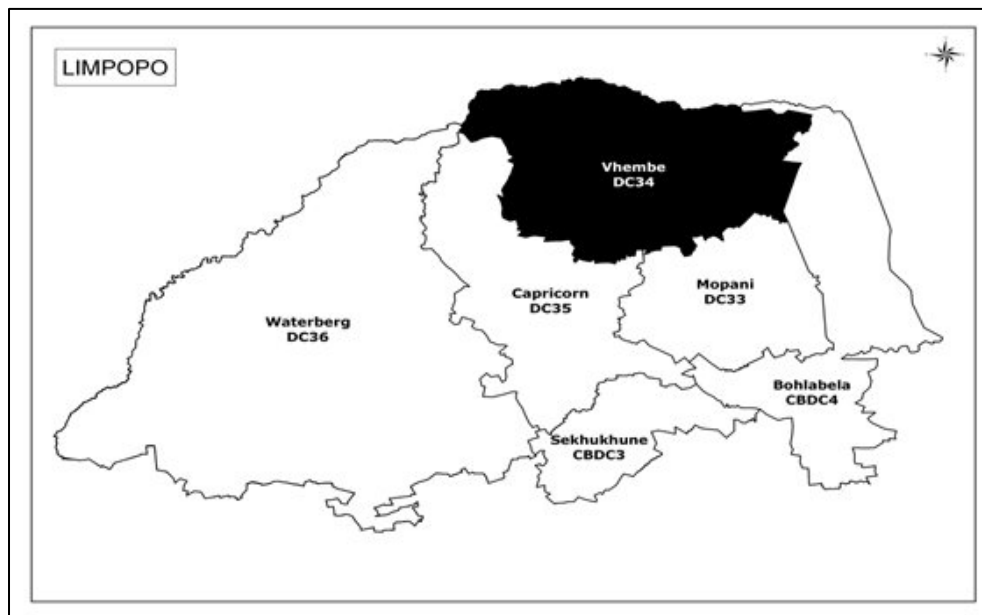 LIMPOPO
Vhembe
DC34
Mopani
DC33
Capricorn
DC35
Waterberg
DC36
Bohlabela
CBDC4
Sekhukhune
CBDC3